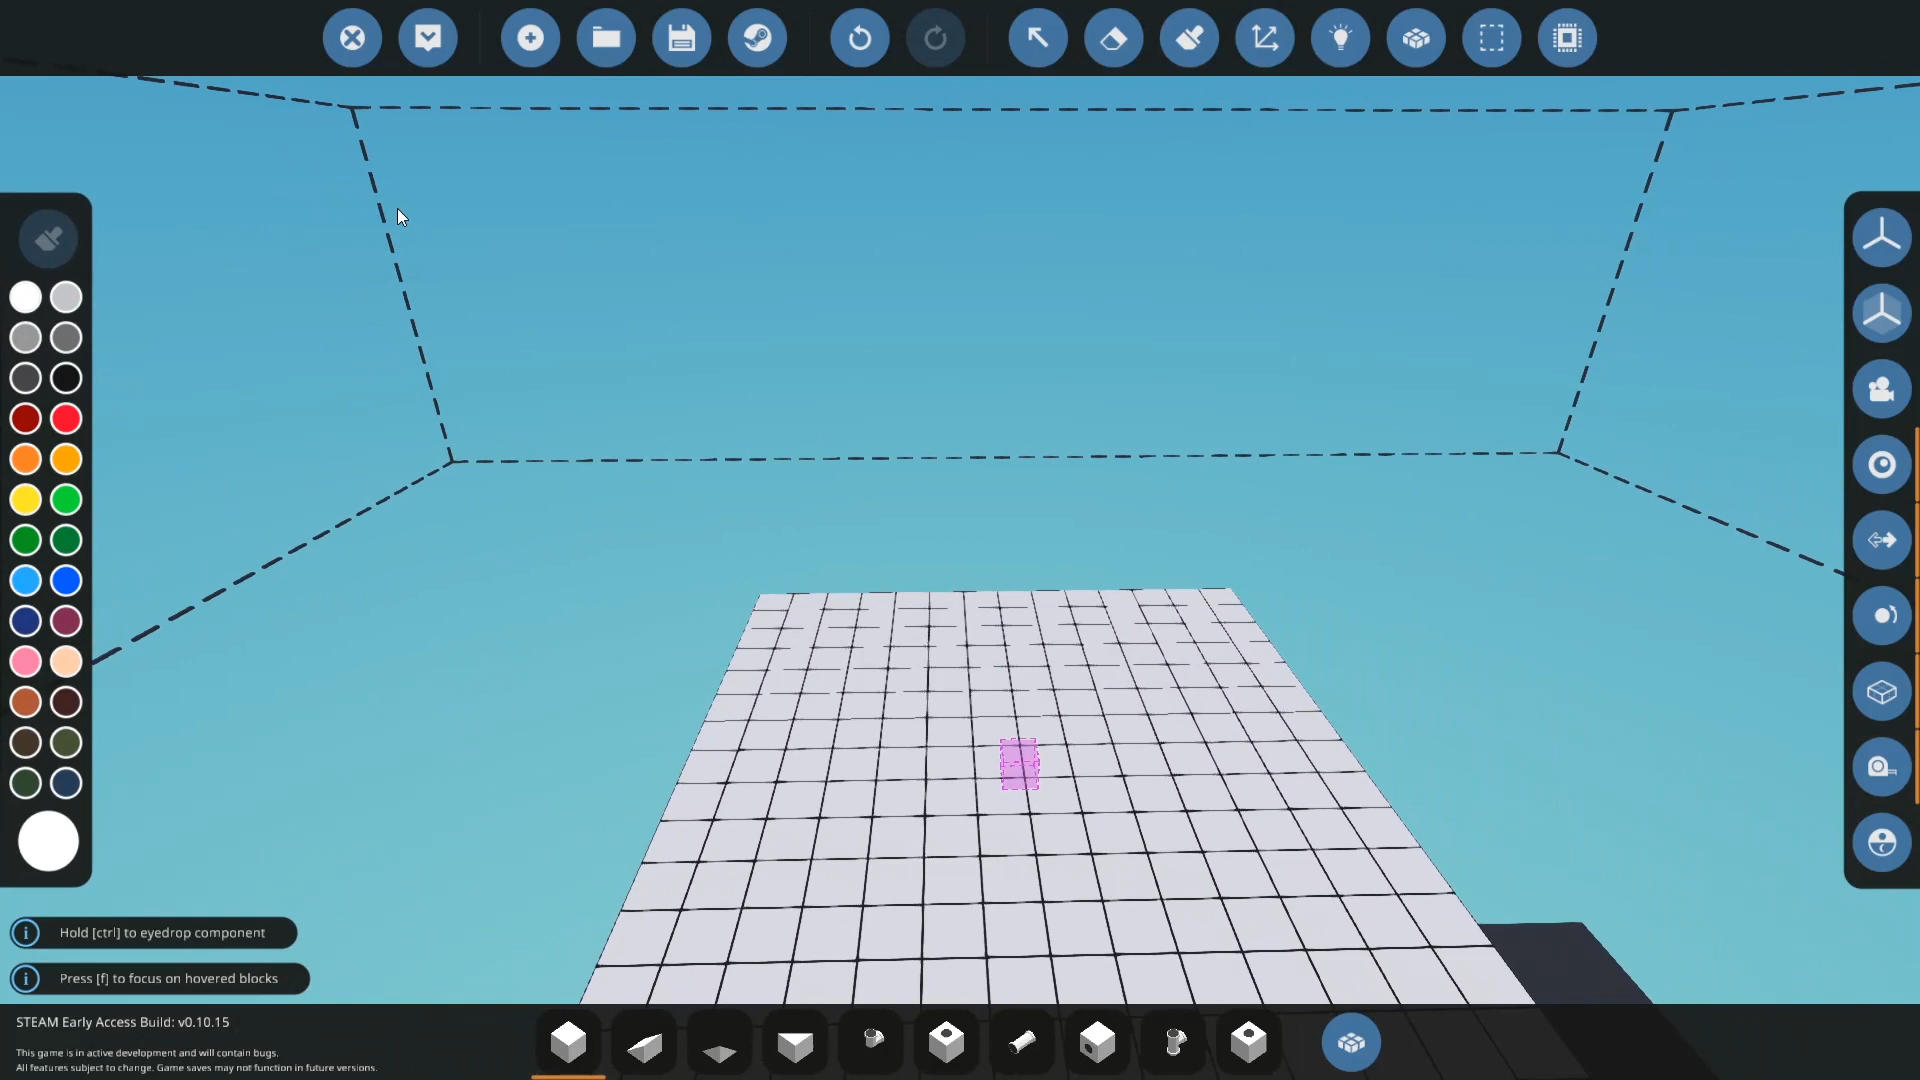 Hold [ctrl] to eyedrop component
Press [f] to focus on hovered blocks
STEAM Early Access Build: v0.10.15
This game is in active development and will contain bugs.
All features subject to change. Game saves may not function in future versions.